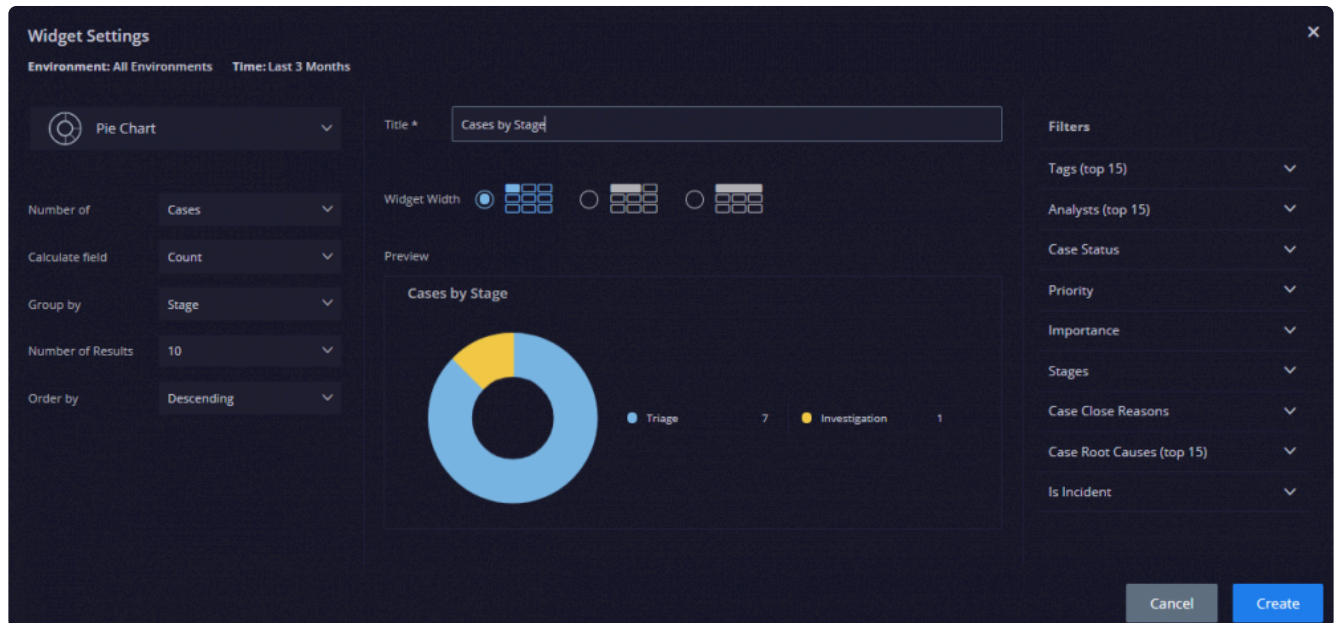 Widget Settings
Environment: All Environments Time: Last 3 Months
Pie Chart
Number of Cases
Calculate field Count
Group by Stage
Number of Results 10
Order by Descending
Title * Cases by Stage
Widget Width
Preview
Cases by Stage
Triage 7 Investigation 1
Filters
Tags (top 15)
Analysts (top 15)
Case Status
Priority
Importance
Stages
Case Close Reasons
Case Root Causes (top 15)
Is Incident
Cancel Create